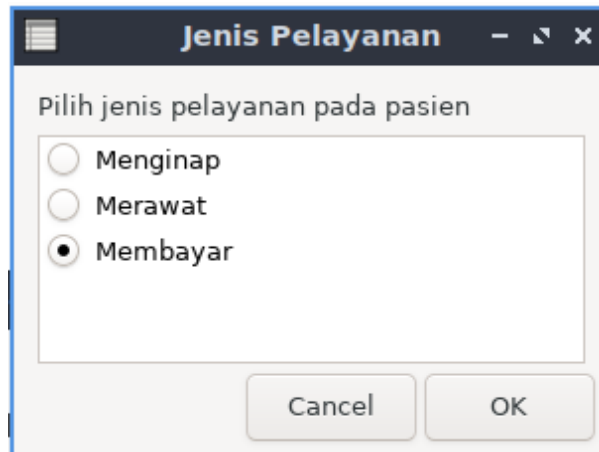 Jenis Pelayanan
Pilih jenis pelayanan pada pasien
Menginap
Merawat
Membayar
Cancel
OK